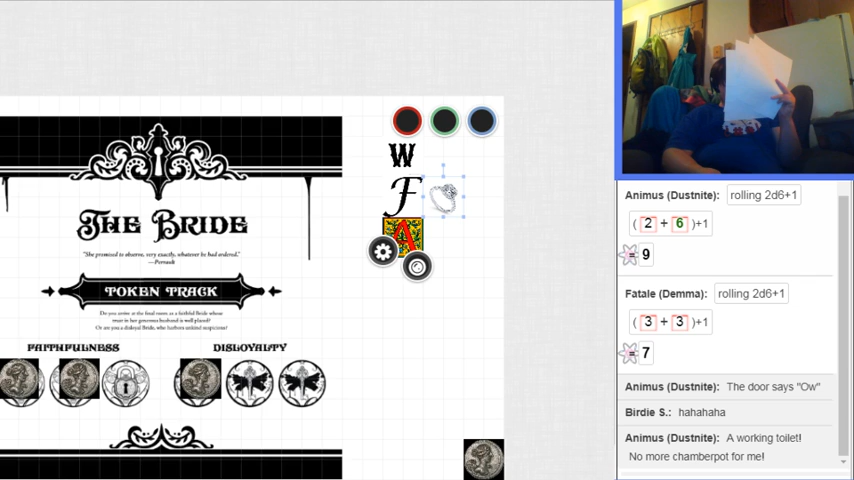 THE BRIDE
"She promised to observe, very exactly, whatever he had ordered."
—Perrault
TOKEN TRACK
Do you arrive at the final room as a faithful Bride whose
trust in her generous husband is well placed?
Or are you a disloyal Bride, who harbors unkind suspicions?
FAITHFULNESS
DISLOYALTY
W
F
A
Animus (Dustnite): rolling 2d6+1
( 2 + 6 )+1
= 9
Fatale (Demma): rolling 2d6+1
( 3 + 3 )+1
= 7
Animus (Dustnite): The door says "Ow"
Birdie S.: hahahaha
Animus (Dustnite): A working toilet!
No more chamberpot for me!